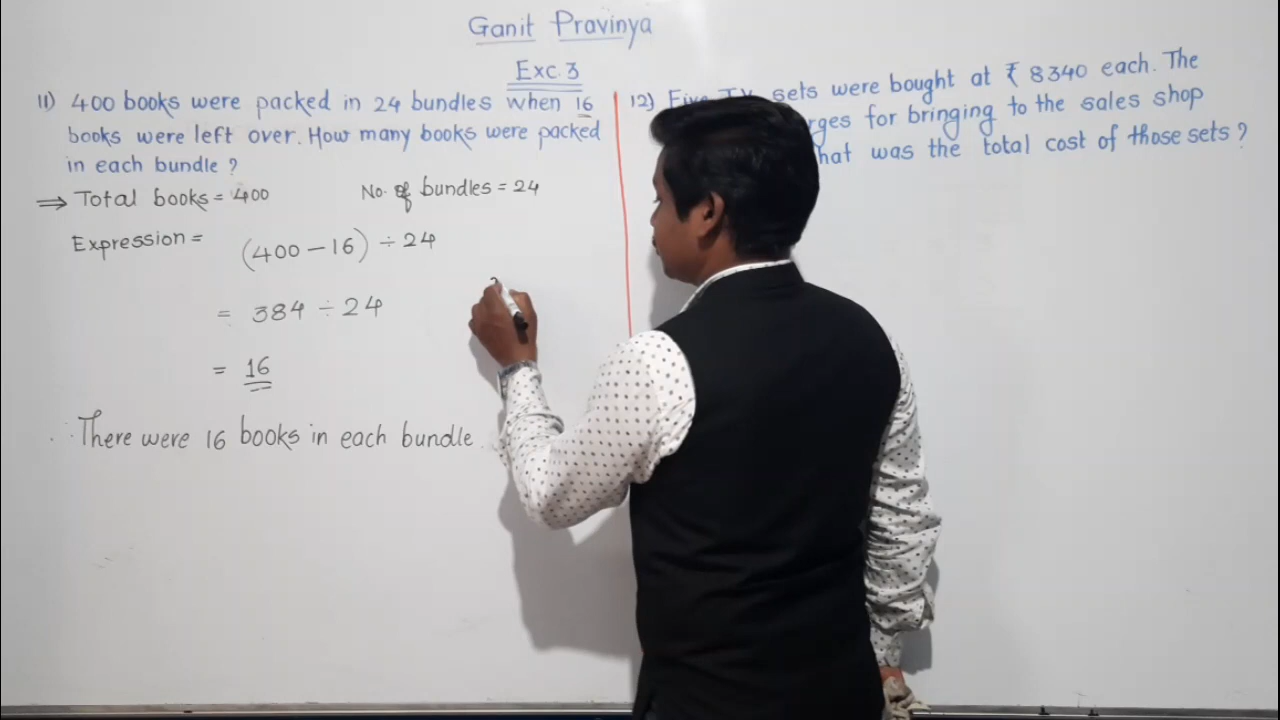 Ganit Pravinya
Exc. 3
11) 400 books were packed in 24 bundles when 16
books were left over. How many books were packed
in each bundle ?
⇒ Total books = 400 No. of bundles = 24
Expression = (400 – 16) ÷ 24
= 384 ÷ 24
= 16
There were 16 books in each bundle
12) Five T.V. sets were bought at ₹ 8340 each. The
for bringing to the sales shop
was the total cost of those sets ?